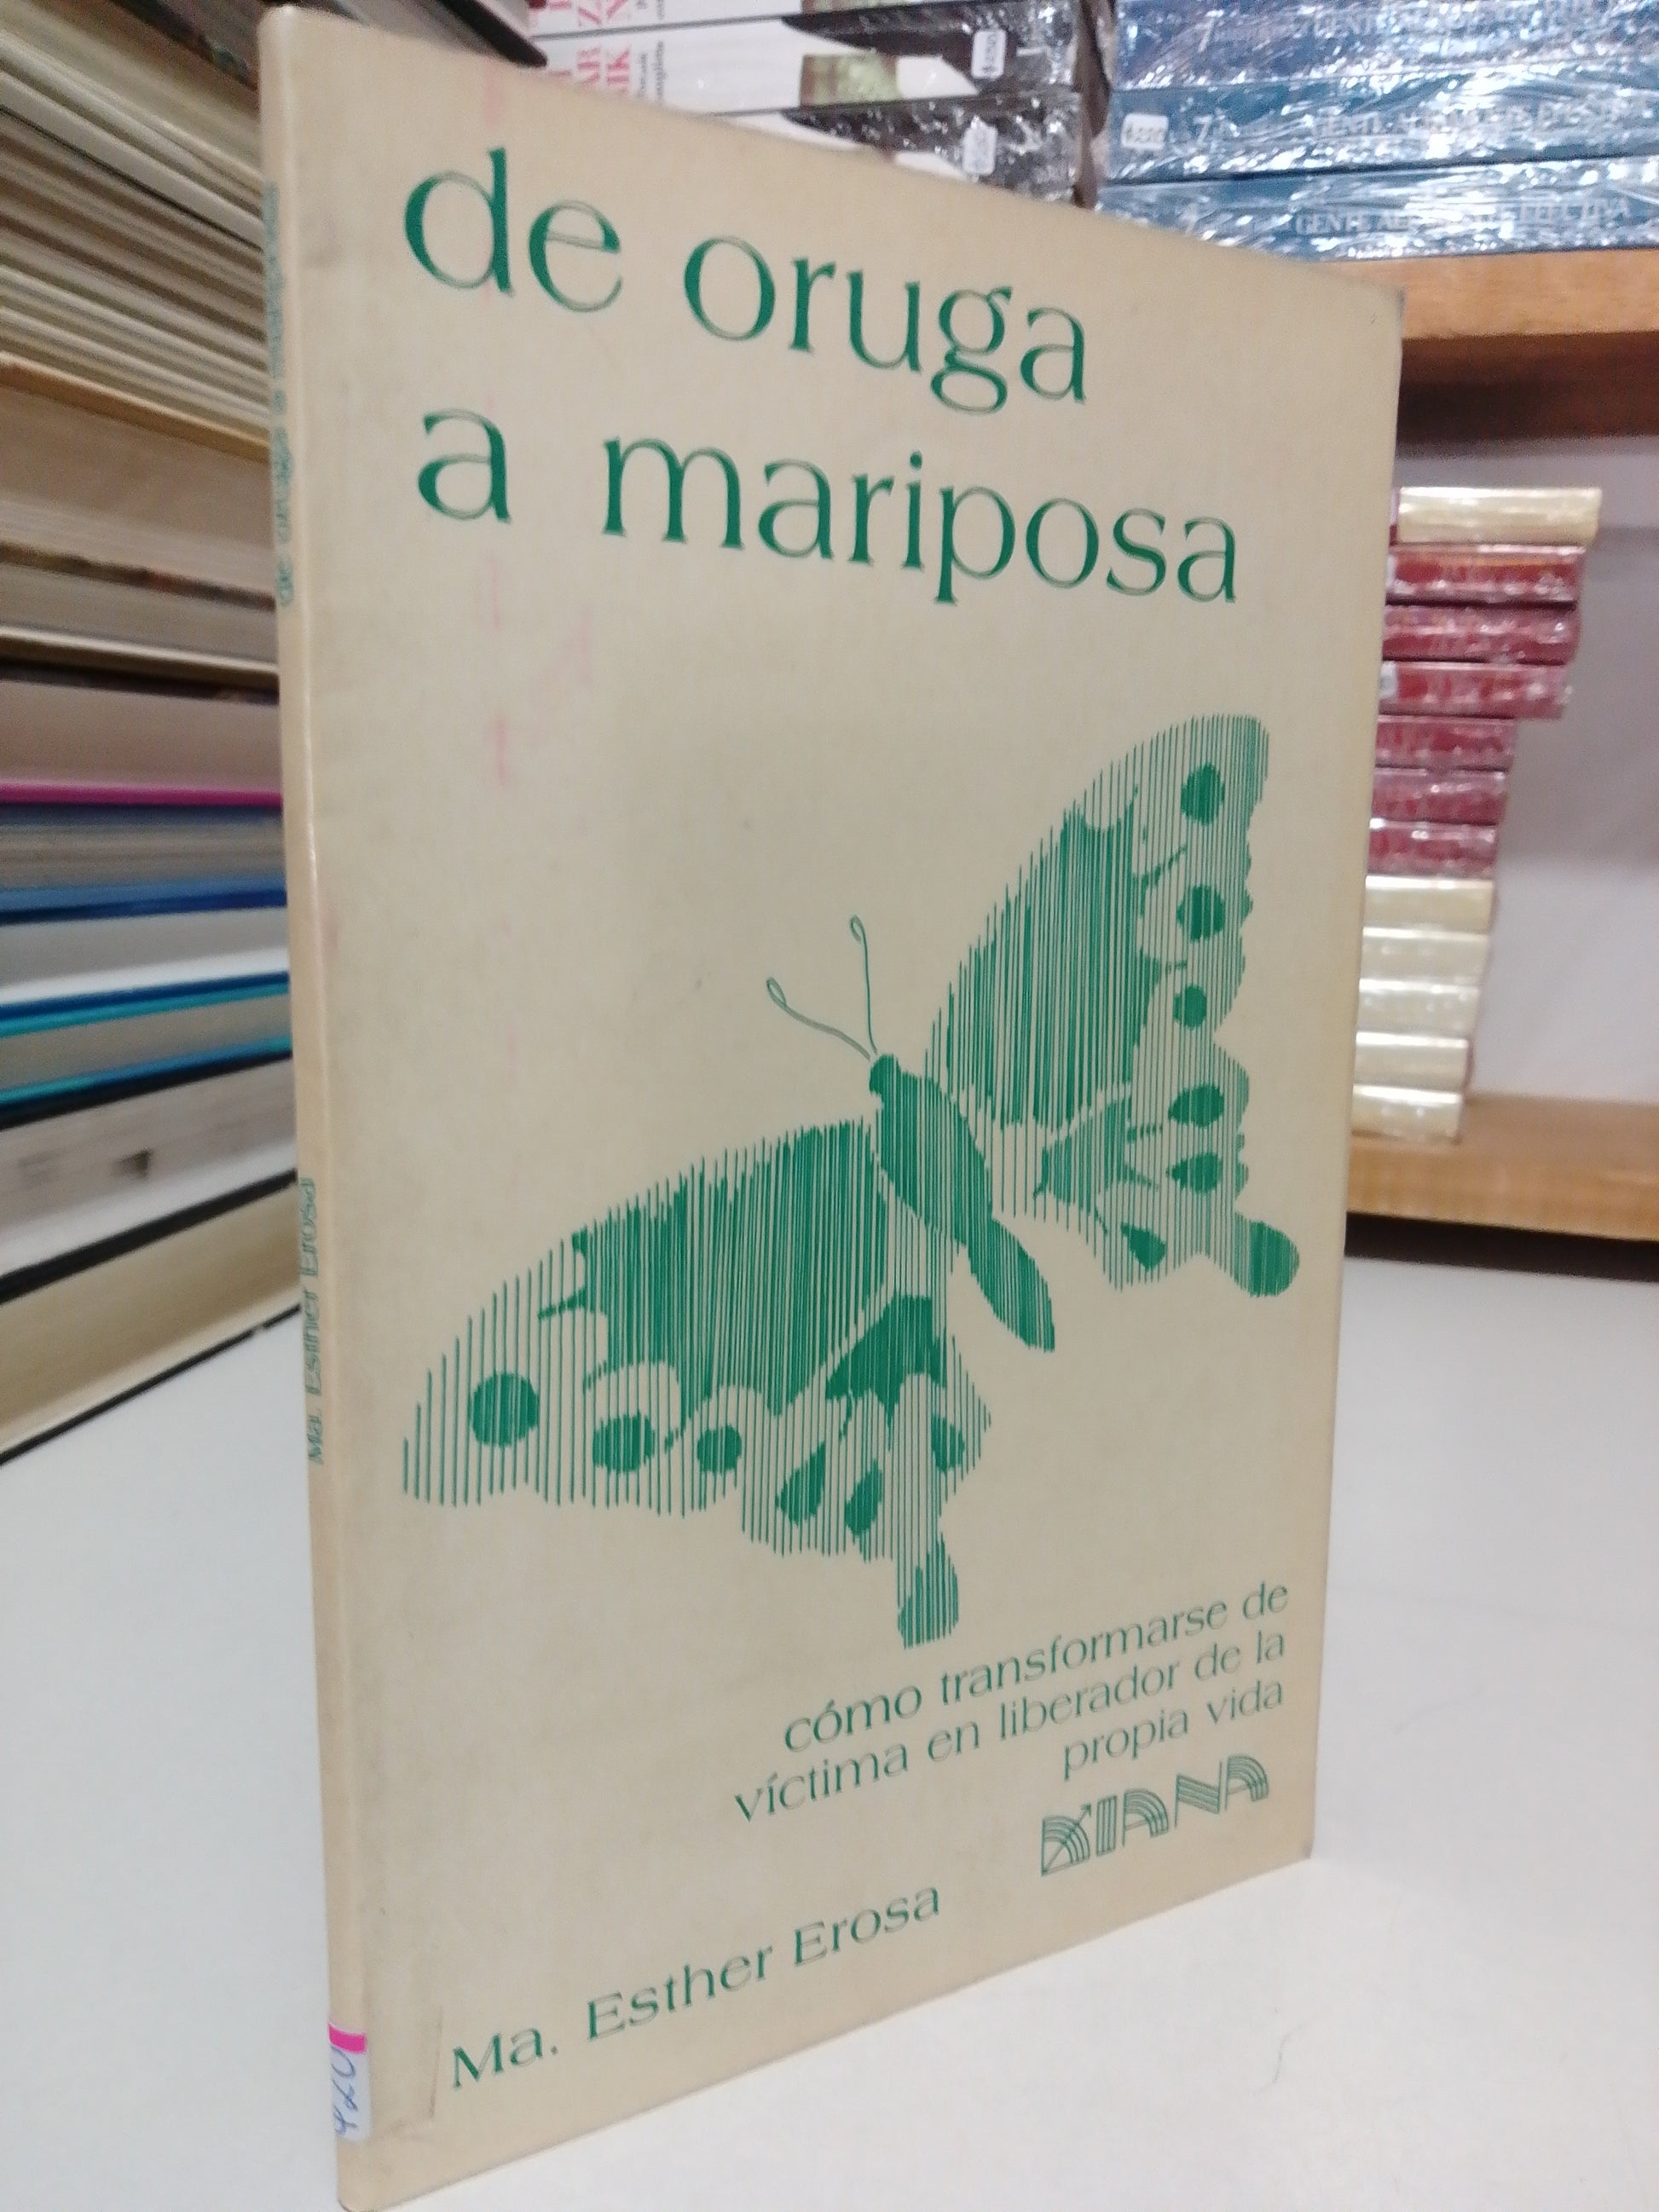 de oruga
a mariposa
cómo transformarse de
víctima en liberador de la
propia vida
DIANA
Ma. Esther Erosa
de oruga a mariposa
Ma. Esther Erosa